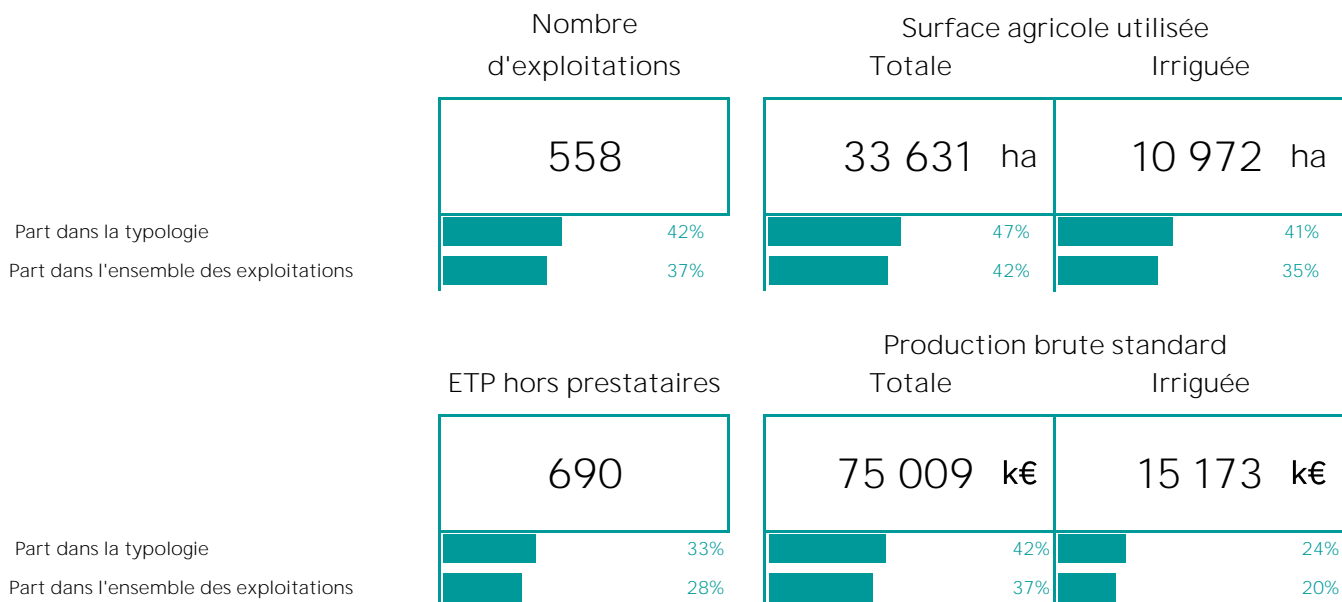 Nombre
d'exploitations
Surface agricole utilisée
Totale Irriguée
558 33 631 ha 10 972 ha
Part dans la typologie 42% 47% 41%
Part dans l'ensemble des exploitations 37% 42% 35%
Production brute standard
ETP hors prestataires Totale Irriguée
690 75 009 k€ 15 173 k€
Part dans la typologie 33% 42% 24%
Part dans l'ensemble des exploitations 28% 37% 20%